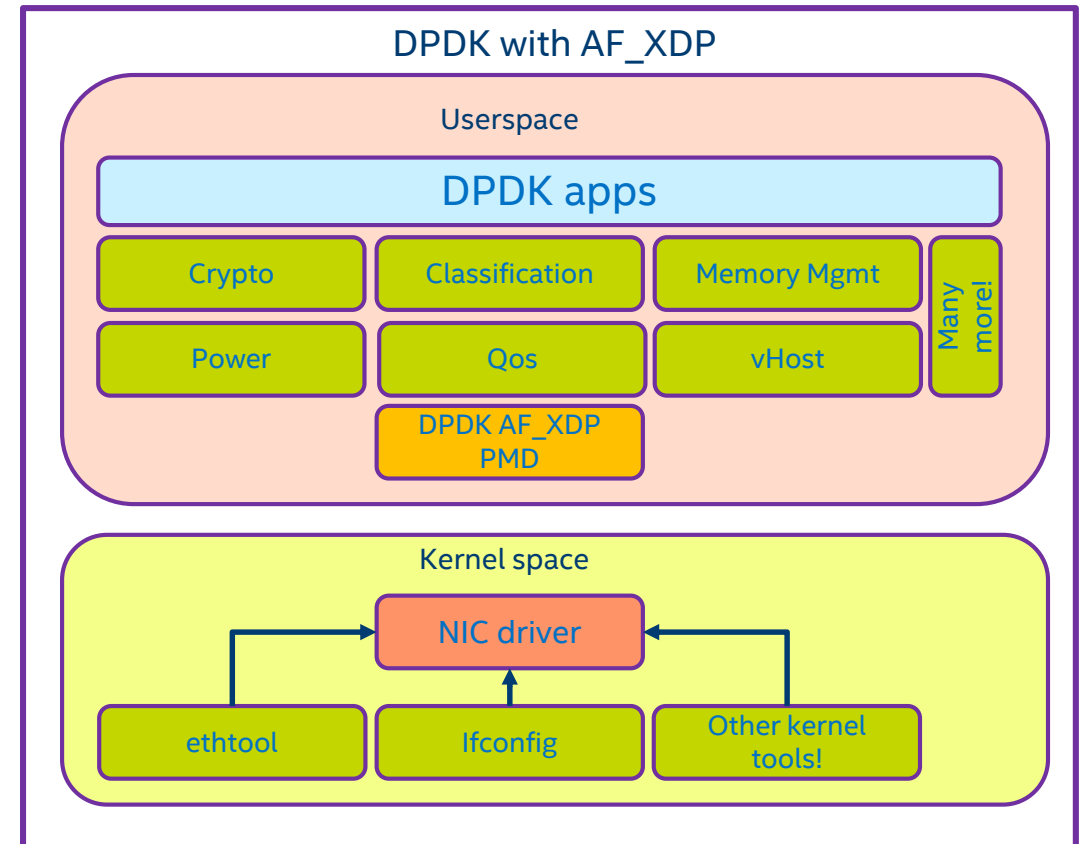 DPDK with AF_XDP
Userspace
DPDK apps
Crypto
Classification
Memory Mgmt
Many
more!
Power
Qos
vHost
DPDK AF_XDP
PMD
Kernel space
NIC driver
ethtool
Ifconfig
Other kernel
tools!